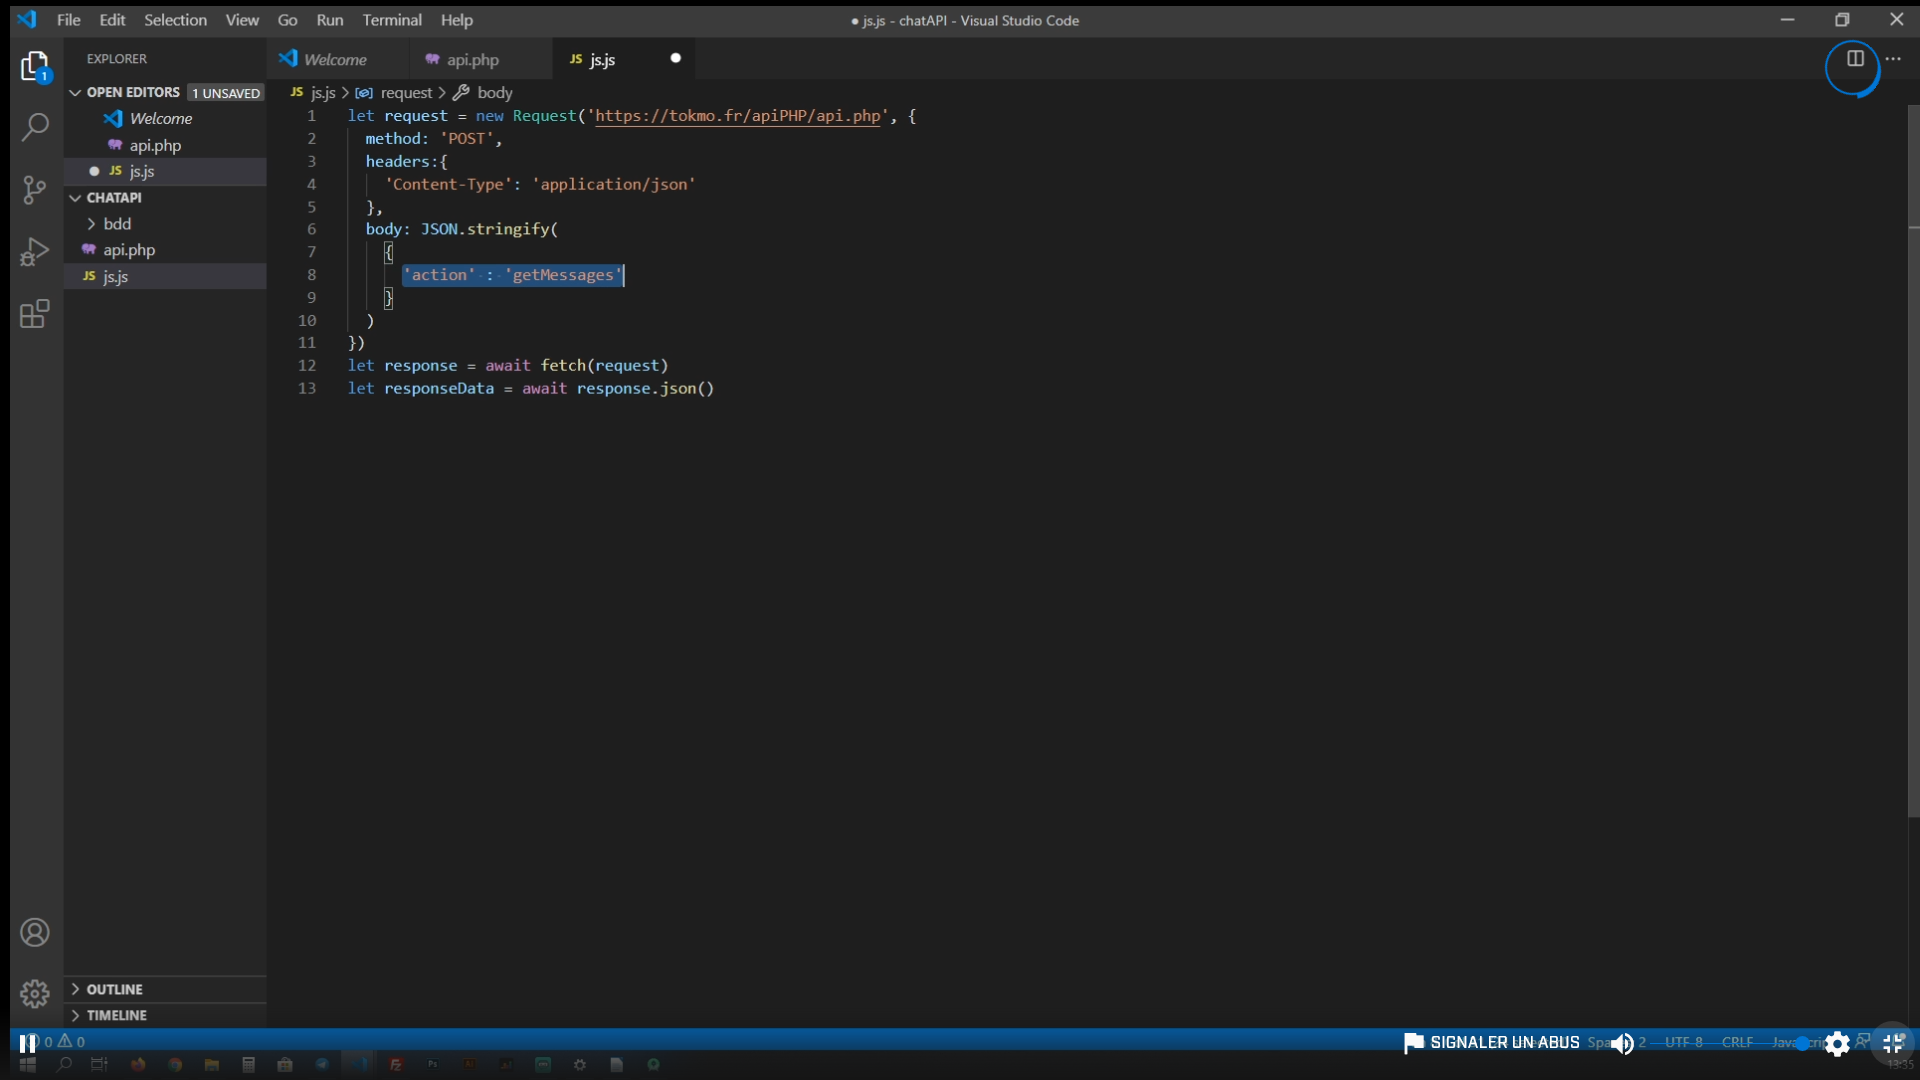 File Edit Selection View Go Run Terminal Help
● js.js - chatAPI - Visual Studio Code
EXPLORER
Welcome
api.php
JS js.js
OPEN EDITORS 1 UNSAVED
Welcome
api.php
JS js.js
CHATAPI
bdd
api.php
JS js.js
1
JS js.js > request > body
1 let request = new Request('https://tokmo.fr/apiPHP/api.php', {
2 method: 'POST',
3 headers:{
4 'Content-Type': 'application/json'
5 },
6 body: JSON.stringify(
7 {
8 'action' : 'getMessages'
9 }
10 )
11 })
12 let response = await fetch(request)
13 let responseData = await response.json()
OUTLINE
TIMELINE
0 0
SIGNALER UN ABUS
2 UTF-8 CRLF
13:35